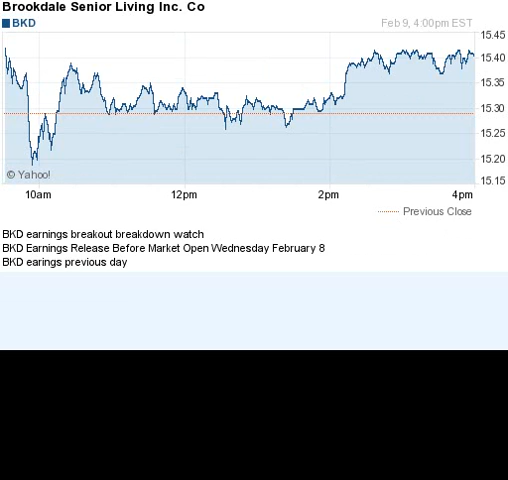 Brookdale Senior Living Inc. Co
BKD
Feb 9, 4:00pm EST
15.45
15.40
15.35
15.30
15.25
15.20
15.15
© Yahoo!
10am 12pm 2pm 4pm
Previous Close
BKD earnings breakout breakdown watch
BKD Earnings Release Before Market Open Wednesday February 8
BKD earings previous day